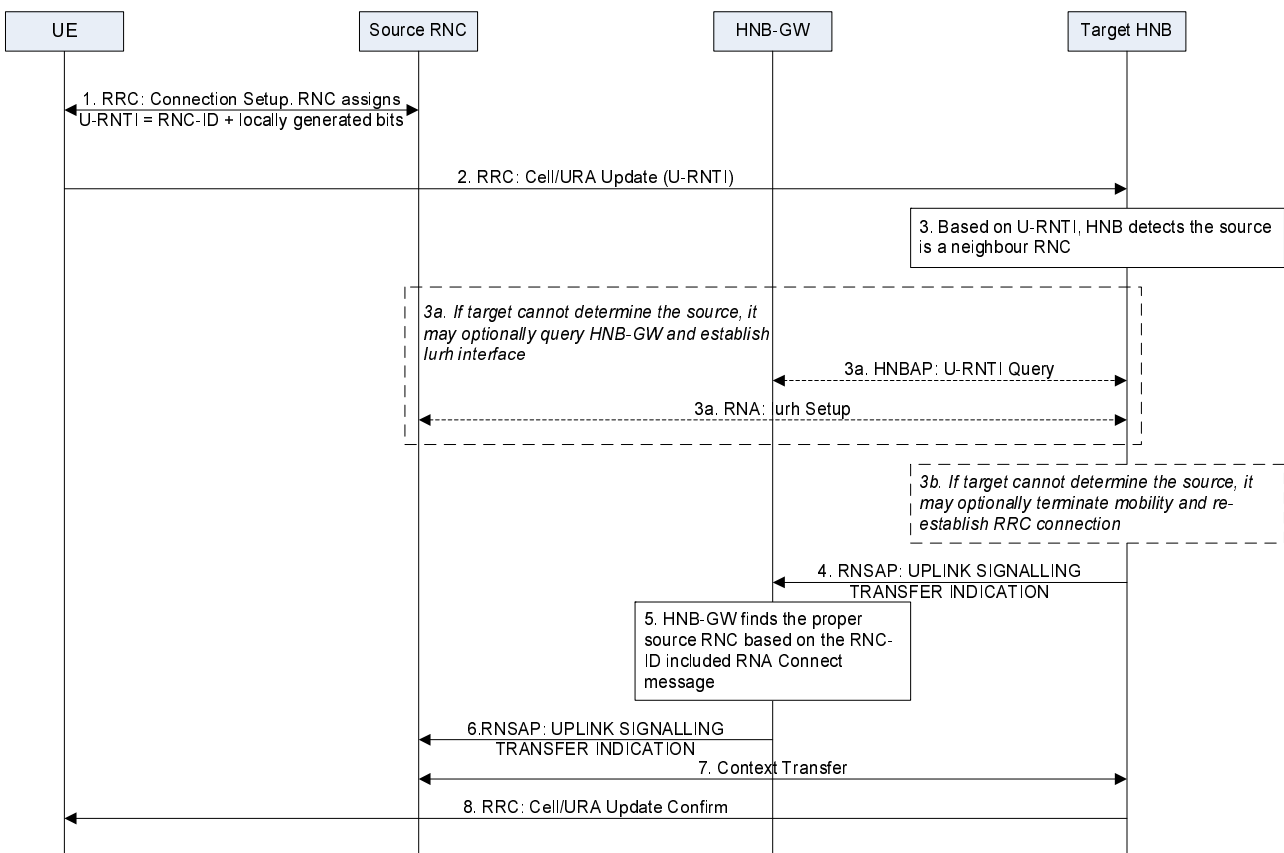 UE
Source RNC
HNB-GW
Target HNB
1. RRC: Connection Setup. RNC assigns
U-RNTI = RNC-ID + locally generated bits
2. RRC: Cell/URA Update (U-RNTI)
3. Based on U-RNTI, HNB detects the source
is a neighbour RNC
3a. If target cannot determine the source, it
may optionally query HNB-GW and establish
Iurh interface
3a. HNBAP: U-RNTI Query
3a. RNA: Iurh Setup
3b. If target cannot determine the source, it
may optionally terminate mobility and re-
establish RRC connection
4. RNSAP: UPLINK SIGNALLING
TRANSFER INDICATION
5. HNB-GW finds the proper
source RNC based on the RNC-
ID included RNA Connect
message
6.RNSAP: UPLINK SIGNALLING
TRANSFER INDICATION
7. Context Transfer
8. RRC: Cell/URA Update Confirm